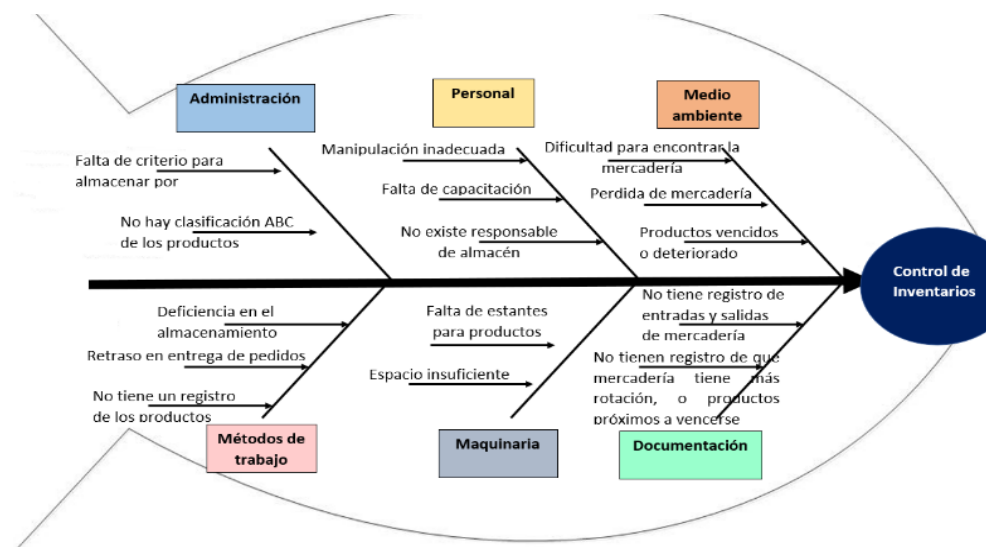 Administración
Personal
Medio
ambiente
Falta de criterio para
almacenar por
No hay clasificación ABC
de los productos
Manipulación inadecuada
Falta de capacitación
No existe responsable
de almacén
Dificultad para encontrar la
mercadería
Perdida de mercadería
Productos vencidos
o deteriorado
Control de
Inventarios
Deficiencia en el
almacenamiento
Retraso en entrega de pedidos
No tiene un registro
de los productos
Falta de estantes
para productos
Espacio insuficiente
No tiene registro de
entradas y salidas
de mercadería
No tienen registro de que
mercadería tiene más
rotación, o productos
próximos a vencerse
Métodos de
trabajo
Maquinaria
Documentación